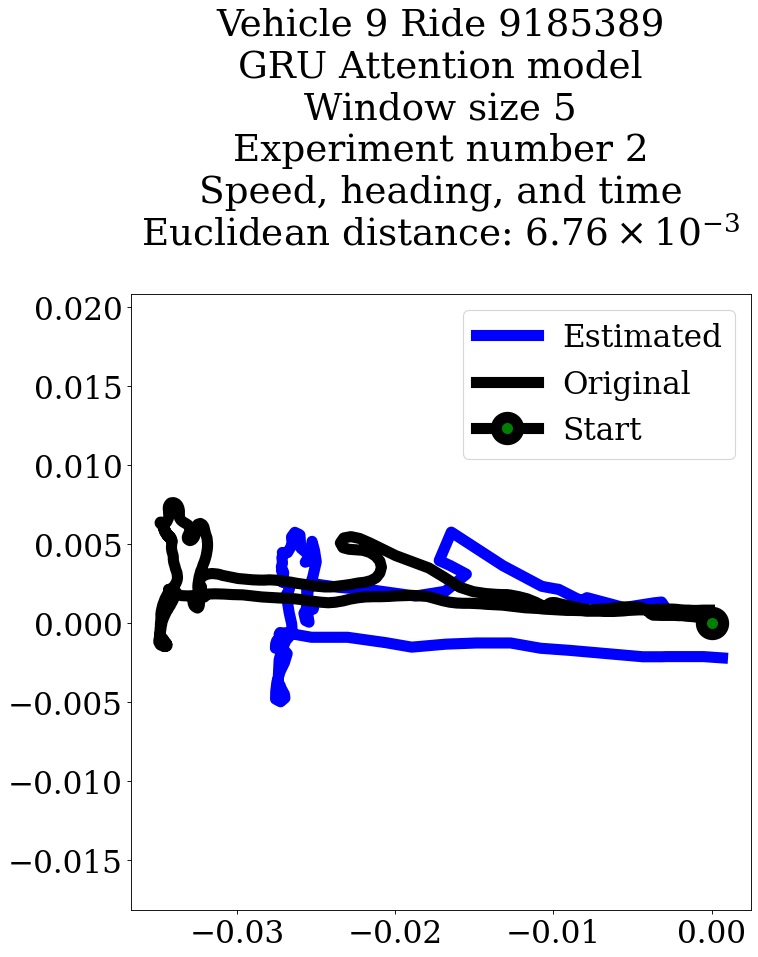 Vehicle 9 Ride 9185389
GRU Attention model
Window size 5
Experiment number 2
Speed, heading, and time
Euclidean distance: 6.76 × 10⁻³
0.020
0.015
0.010
0.005
0.000
−0.005
−0.010
−0.015
Estimated
Original
Start
−0.03
−0.02
−0.01
0.00